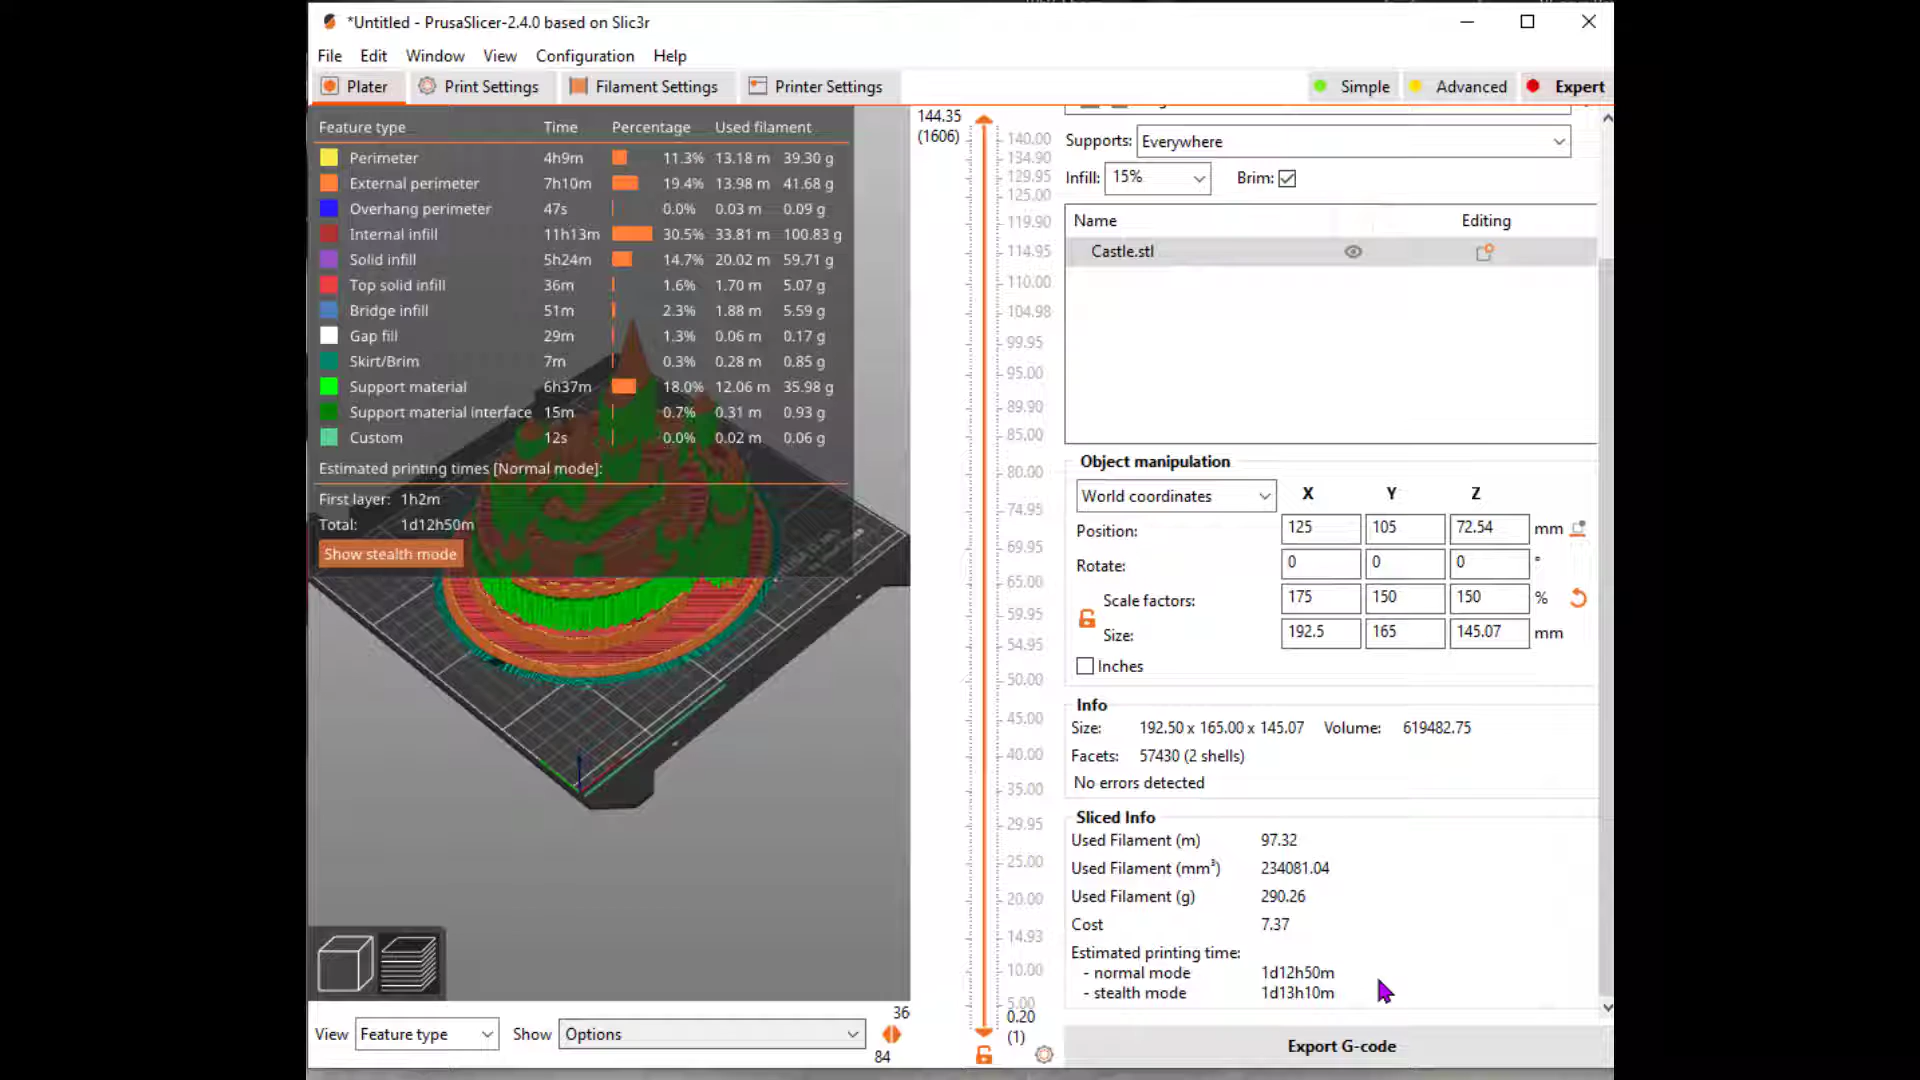 *Untitled - PrusaSlicer-2.4.0 based on Slic3r
File Edit Window View Configuration Help
Plater Print Settings Filament Settings Printer Settings Simple Advanced Expert
Feature type Time Percentage Used filament
Perimeter 4h9m 11.3% 13.18 m 39.30 g
External perimeter 7h10m 19.4% 13.98 m 41.68 g
Overhang perimeter 47s 0.0% 0.03 m 0.09 g
Internal infill 11h13m 30.5% 33.81 m 100.83 g
Solid infill 5h24m 14.7% 20.02 m 59.71 g
Top solid infill 36m 1.6% 1.70 m 5.07 g
Bridge infill 51m 2.3% 1.88 m 5.59 g
Gap fill 29m 1.3% 0.06 m 0.17 g
Skirt/Brim 7m 0.3% 0.28 m 0.85 g
Support material 6h37m 18.0% 12.06 m 35.98 g
Support material interface 15m 0.7% 0.31 m 0.93 g
Custom 12s 0.0% 0.02 m 0.06 g
Estimated printing times [Normal mode]:
First layer: 1h2m
Total: 1d12h50m
Show stealth mode
View Feature type Show Options
36
84
144.35
(1606)
140.00
134.90
129.95
125.00
119.90
114.95
110.00
104.98
99.95
95.00
89.90
85.00
80.00
74.95
69.95
65.00
59.95
54.95
50.00
45.00
40.00
35.00
29.95
25.00
20.00
14.93
10.00
5.00
0.20
(1)
Supports: Everywhere
Infill: 15% Brim:
Name Editing
Castle.stl
Object manipulation
World coordinates X Y Z
Position: 125 105 72.54 mm
Rotate: 0 0 0 °
Scale factors: 175 150 150 %
Size: 192.5 165 145.07 mm
Inches
Info
Size: 192.50 x 165.00 x 145.07 Volume: 619482.75
Facets: 57430 (2 shells)
No errors detected
Sliced Info
Used Filament (m) 97.32
Used Filament (mm³) 234081.04
Used Filament (g) 290.26
Cost 7.37
Estimated printing time:
- normal mode 1d12h50m
- stealth mode 1d13h10m
Export G-code